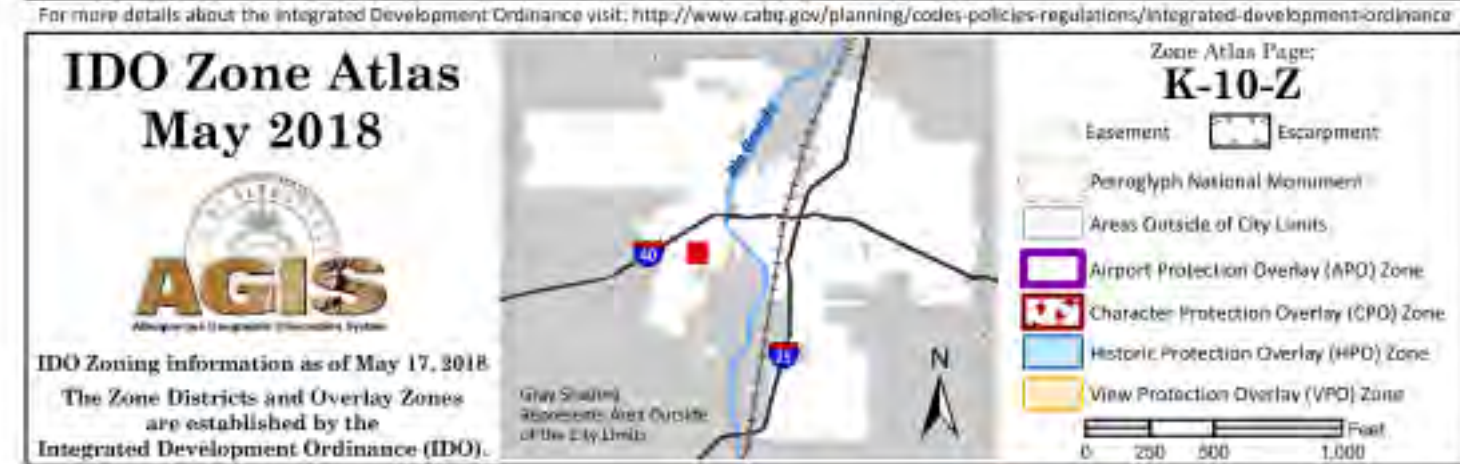 For more details about the Integrated Development Ordinance visit: http://www.cabq.gov/planning/codes-policies-regulations/integrated-development-ordinance
IDO Zone Atlas
May 2018
AGIS
Albuquerque Geographic Information System
IDO Zoning information as of May 17, 2018
The Zone Districts and Overlay Zones
are established by the
Integrated Development Ordinance (IDO).
Rio Grande
40
25
Gray Shading
Represents Area Outside
of the City Limits
N
Zone Atlas Page:
K-10-Z
Easement
Escarpment
Petroglyph National Monument
Areas Outside of City Limits
Airport Protection Overlay (APO) Zone
Character Protection Overlay (CPO) Zone
Historic Protection Overlay (HPO) Zone
View Protection Overlay (VPO) Zone
Feet
0 250 500 1,000